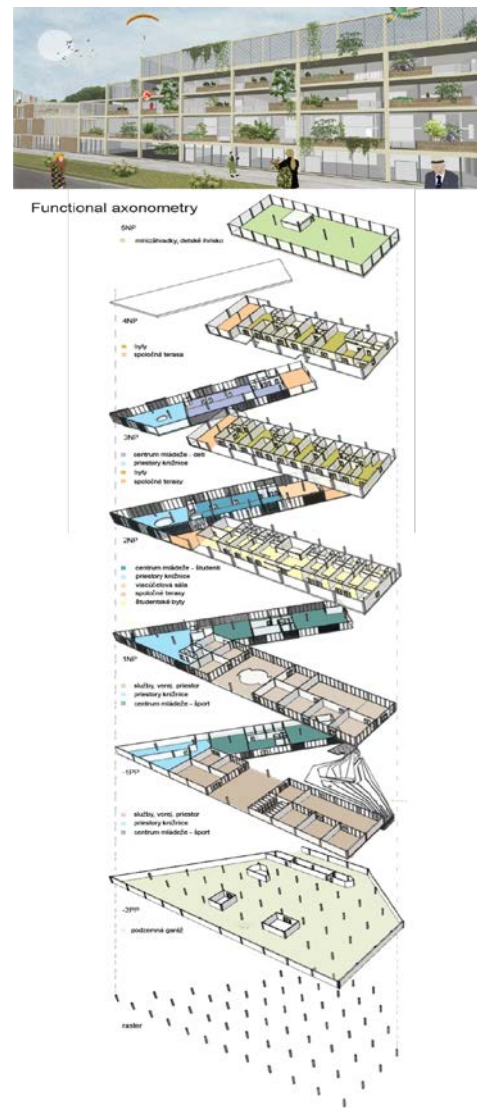 Functional axonometry
5NP
minizáhradky, detské ihrisko
4NP
byty
spoločné terasa
3NP
centrum mládeže - deti
priestory knižnice
byty
spoločné terasy
2NP
centrum mládeže - študenti
priestory knižnice
viacúčelová sála
spoločné terasy
študentské byty
1NP
služby, verej. priestor
priestory knižnice
centrum mládeže - šport
-1PP
služby, verej. priestor
priestory knižnice
centrum mládeže - šport
-2PP
podzemná garáž
raster